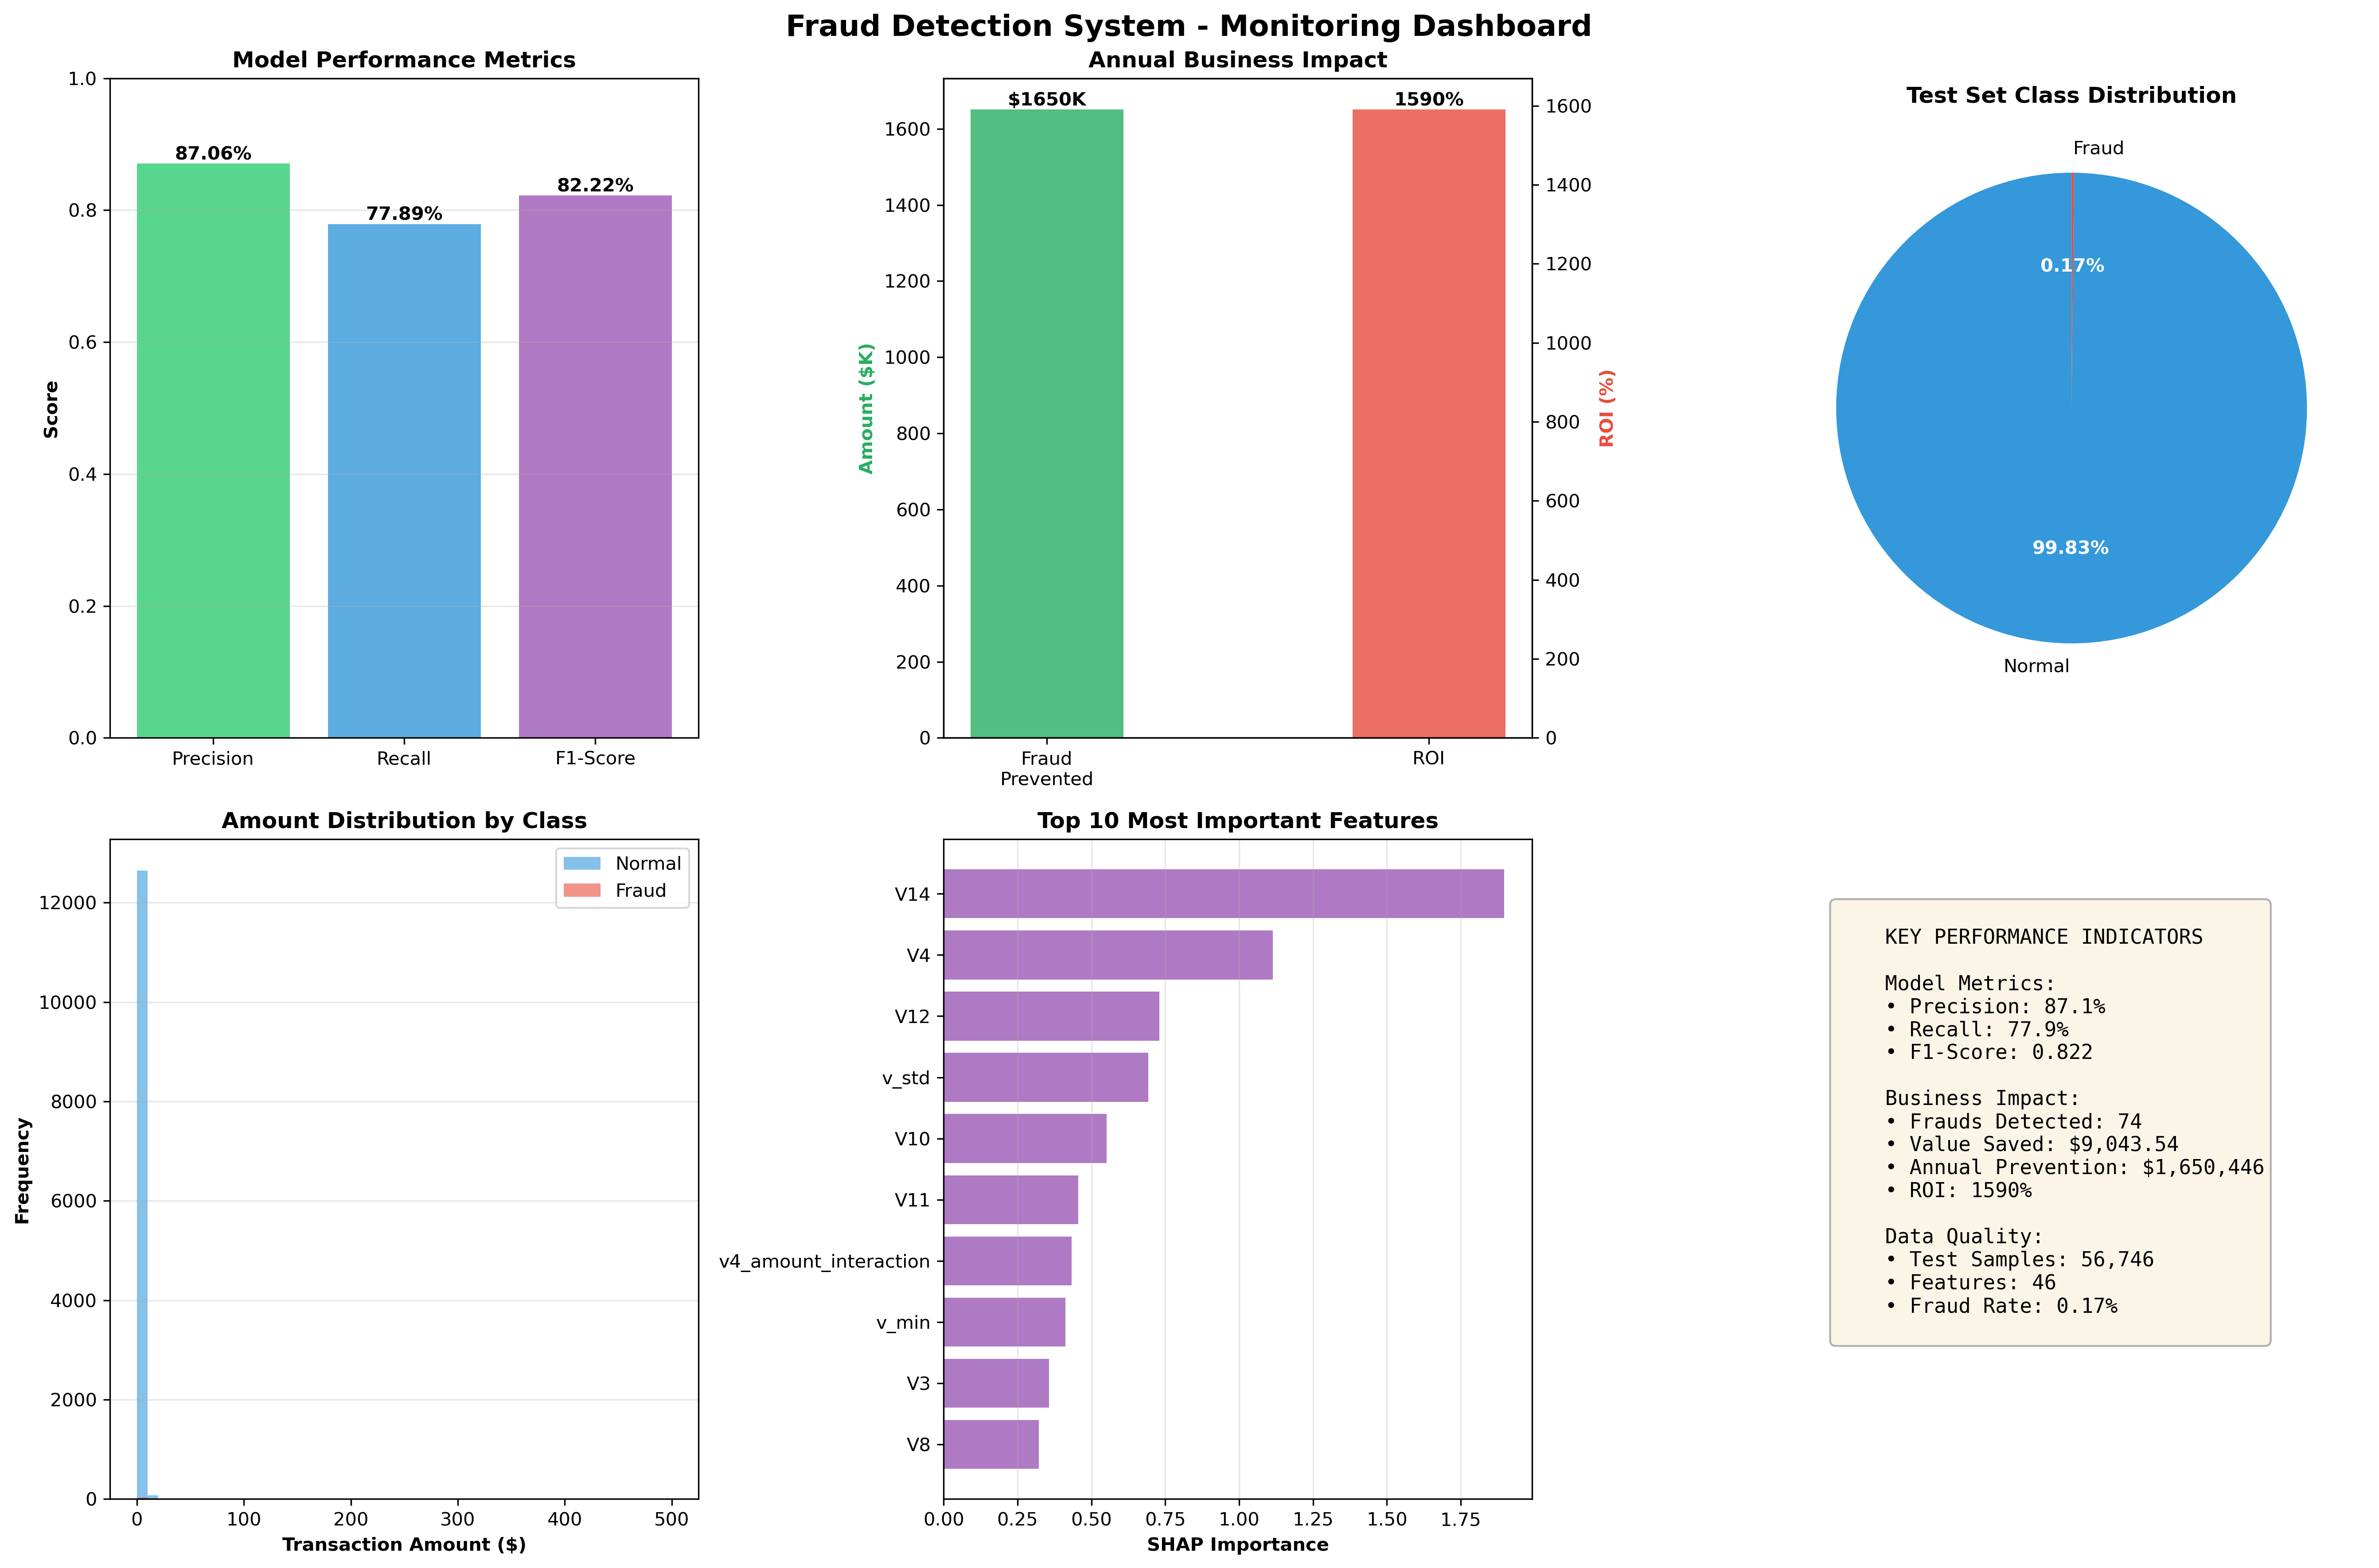 Fraud Detection System - Monitoring Dashboard
Model Performance Metrics
1.0
0.8
0.6
0.4
0.2
0.0
Score
87.06%
77.89%
82.22%
Precision
Recall
F1-Score
Annual Business Impact
1600
1400
1200
1000
800
600
400
200
0
Amount ($K)
$1650K
1590%
1600
1400
1200
1000
800
600
400
200
0
ROI (%)
Fraud
Prevented
ROI
Test Set Class Distribution
Fraud
0.17%
99.83%
Normal
Amount Distribution by Class
Normal
Fraud
12000
10000
8000
6000
4000
2000
0
Frequency
0
100
200
300
400
500
Transaction Amount ($)
Top 10 Most Important Features
V14
V4
V12
v_std
V10
V11
v4_amount_interaction
v_min
V3
V8
0.00
0.25
0.50
0.75
1.00
1.25
1.50
1.75
SHAP Importance
KEY PERFORMANCE INDICATORS
Model Metrics:
• Precision: 87.1%
• Recall: 77.9%
• F1-Score: 0.822
Business Impact:
• Frauds Detected: 74
• Value Saved: $9,043.54
• Annual Prevention: $1,650,446
• ROI: 1590%
Data Quality:
• Test Samples: 56,746
• Features: 46
• Fraud Rate: 0.17%